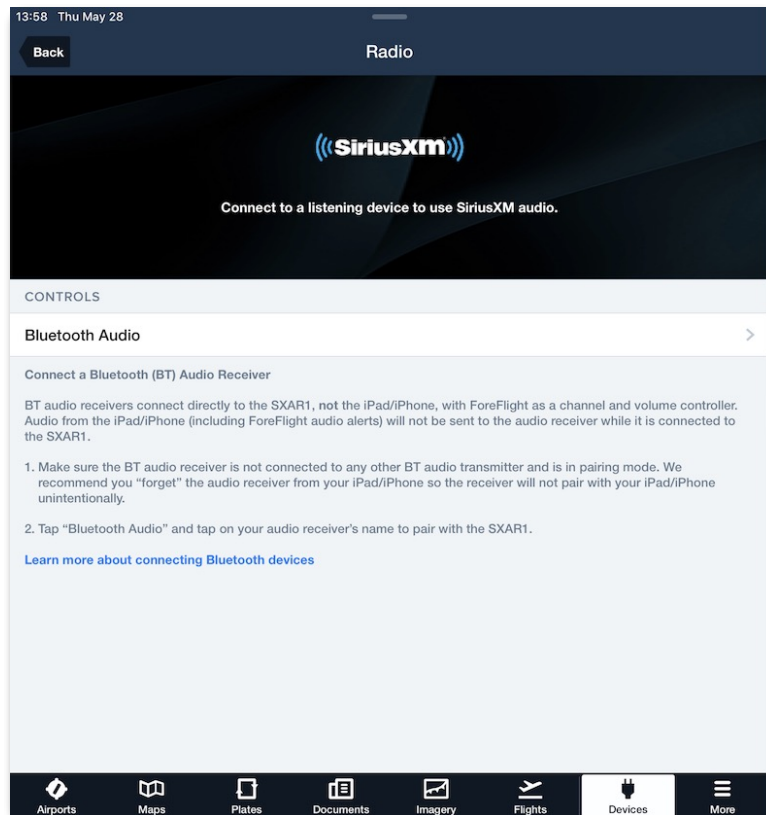 13:58 Thu May 28
Back
Radio
SiriusXM
Connect to a listening device to use SiriusXM audio.
CONTROLS
Bluetooth Audio
Connect a Bluetooth (BT) Audio Receiver
BT audio receivers connect directly to the SXAR1, not the iPad/iPhone, with ForeFlight as a channel and volume controller.
Audio from the iPad/iPhone (including ForeFlight audio alerts) will not be sent to the audio receiver while it is connected to
the SXAR1.
1. Make sure the BT audio receiver is not connected to any other BT audio transmitter and is in pairing mode. We
recommend you “forget” the audio receiver from your iPad/iPhone so the receiver will not pair with your iPad/iPhone
unintentionally.
2. Tap “Bluetooth Audio” and tap on your audio receiver's name to pair with the SXAR1.
Learn more about connecting Bluetooth devices
Airports Maps Plates Documents Imagery Flights Devices More